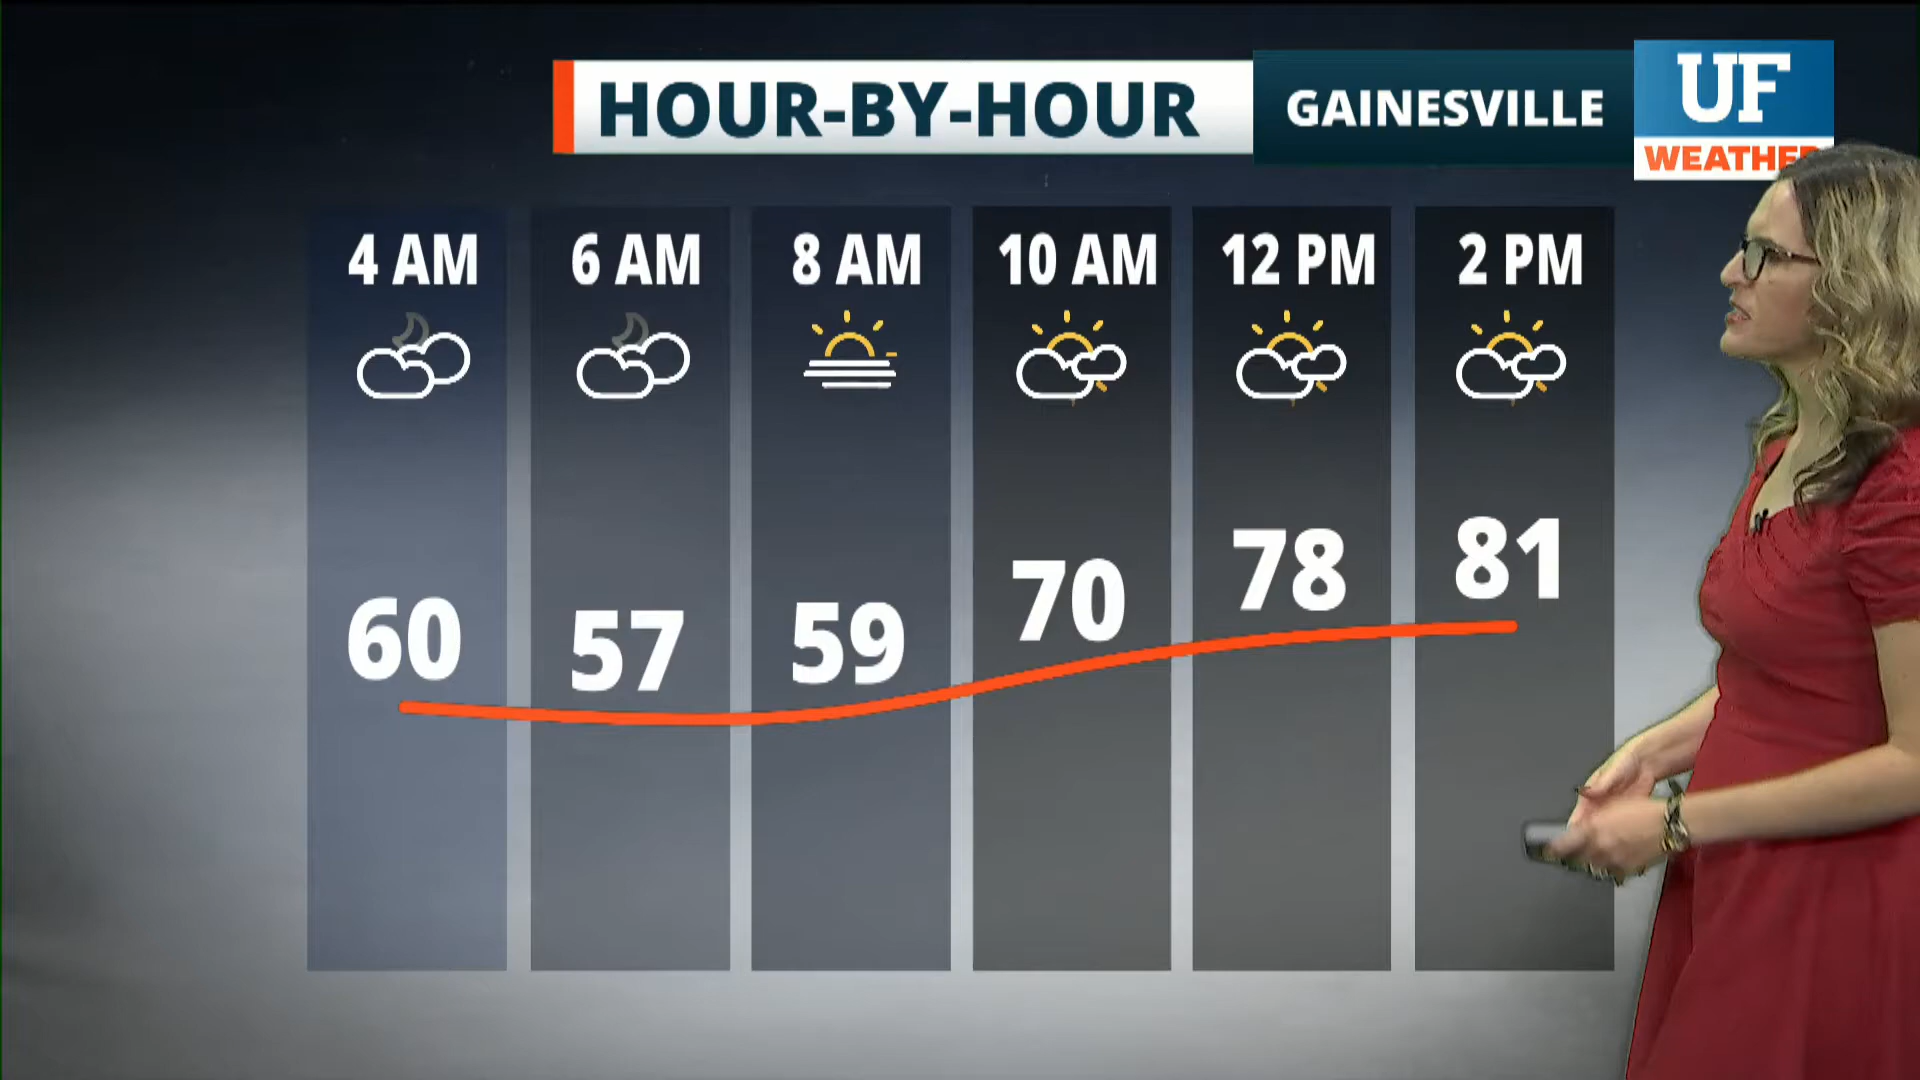 HOUR-BY-HOUR
GAINESVILLE
UF
WEATHER
4 AM
6 AM
8 AM
10 AM
12 PM
2 PM
60
57
59
70
78
81